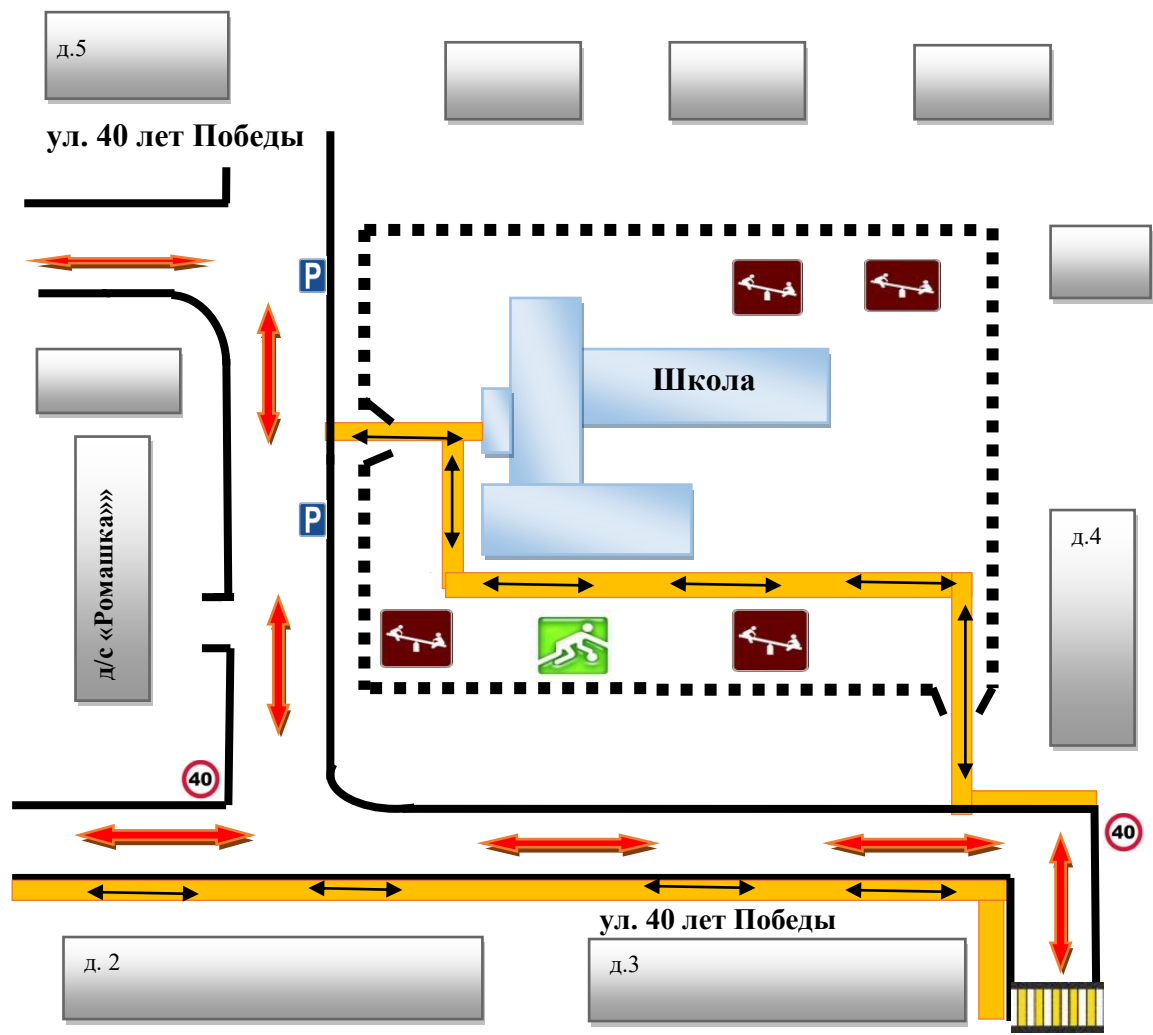 д.5
ул. 40 лет Победы
P
Школа
P
д/с «Ромашка»»
д.4
40
40
ул. 40 лет Победы
д. 2
д.3